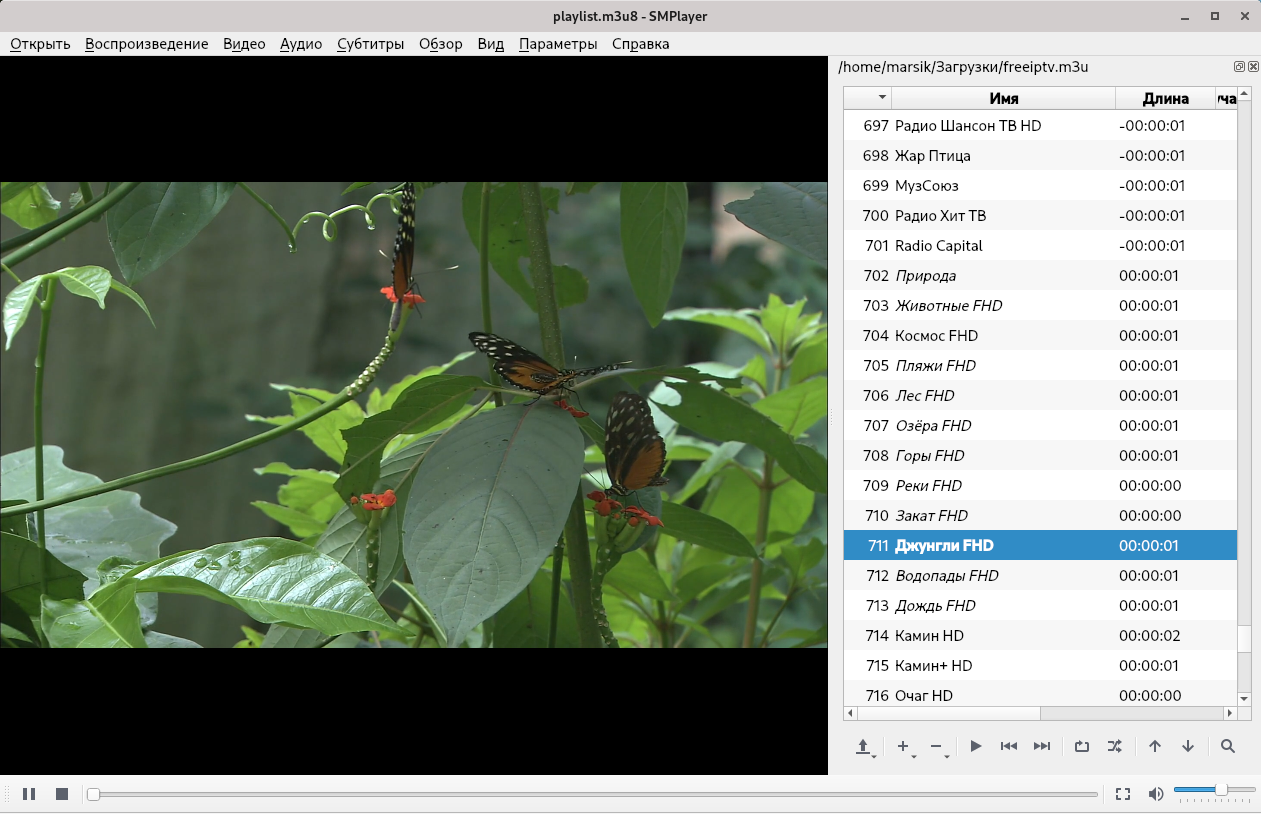 playlist.m3u8 - SMPlayer
Открыть Воспроизведение Видео Аудио Субтитры Обзор Вид Параметры Справка
/home/marsik/Загрузки/freeiptv.m3u
Имя Длина
697 Радио Шансон ТВ HD -00:00:01
698 Жар Птица -00:00:01
699 МузСоюз -00:00:01
700 Радио Хит ТВ -00:00:01
701 Radio Capital -00:00:01
702 Природа 00:00:01
703 Животные FHD 00:00:01
704 Космос FHD 00:00:01
705 Пляжи FHD 00:00:01
706 Лес FHD 00:00:01
707 Озёра FHD 00:00:01
708 Горы FHD 00:00:01
709 Реки FHD 00:00:00
710 Закат FHD 00:00:00
711 Джунгли FHD 00:00:01
712 Водопады FHD 00:00:01
713 Дождь FHD 00:00:01
714 Камин HD 00:00:02
715 Камин+ HD 00:00:01
716 Очаг HD 00:00:00